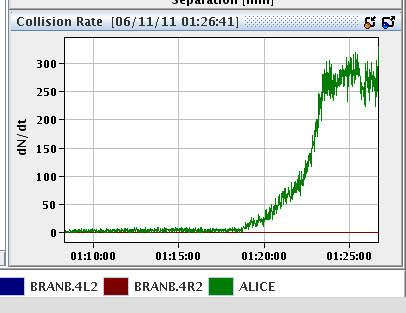 Separation [mm]
Collision Rate [06/11/11 01:26:41]
dN/dt
300
250
200
150
100
50
0
01:10:00 01:15:00 01:20:00 01:25:00
BRANB.4L2 BRANB.4R2 ALICE